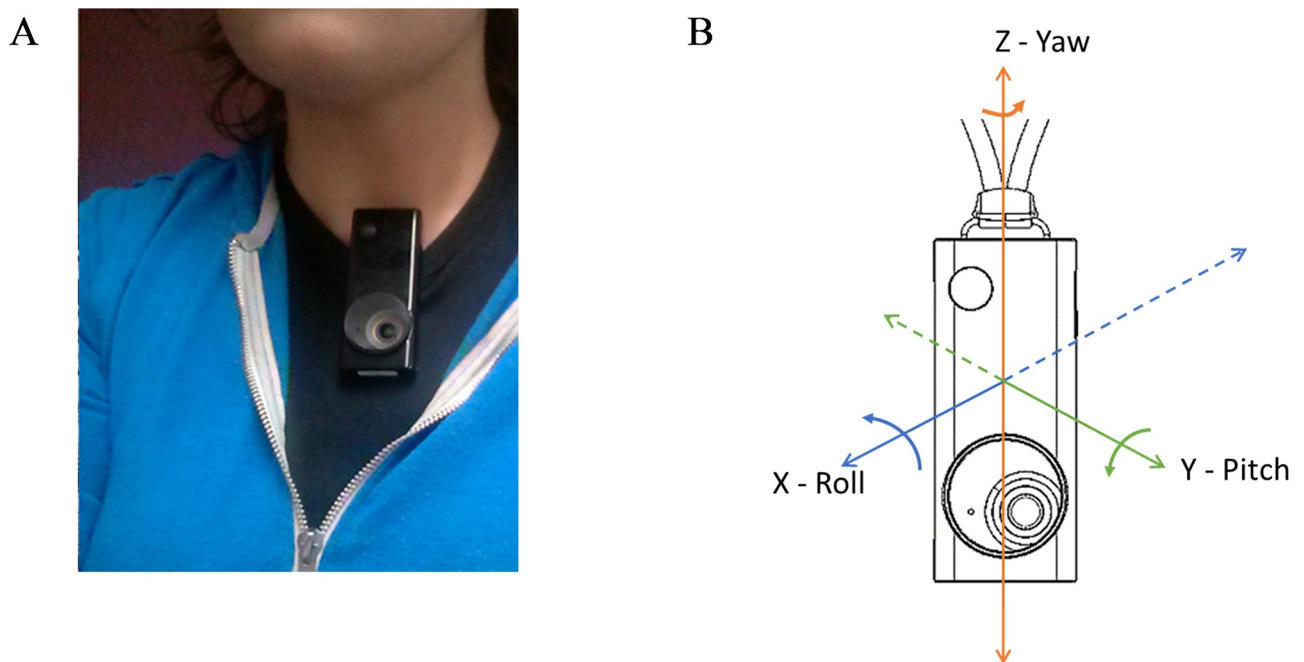 A
B
Z - Yaw
X - Roll
Y - Pitch